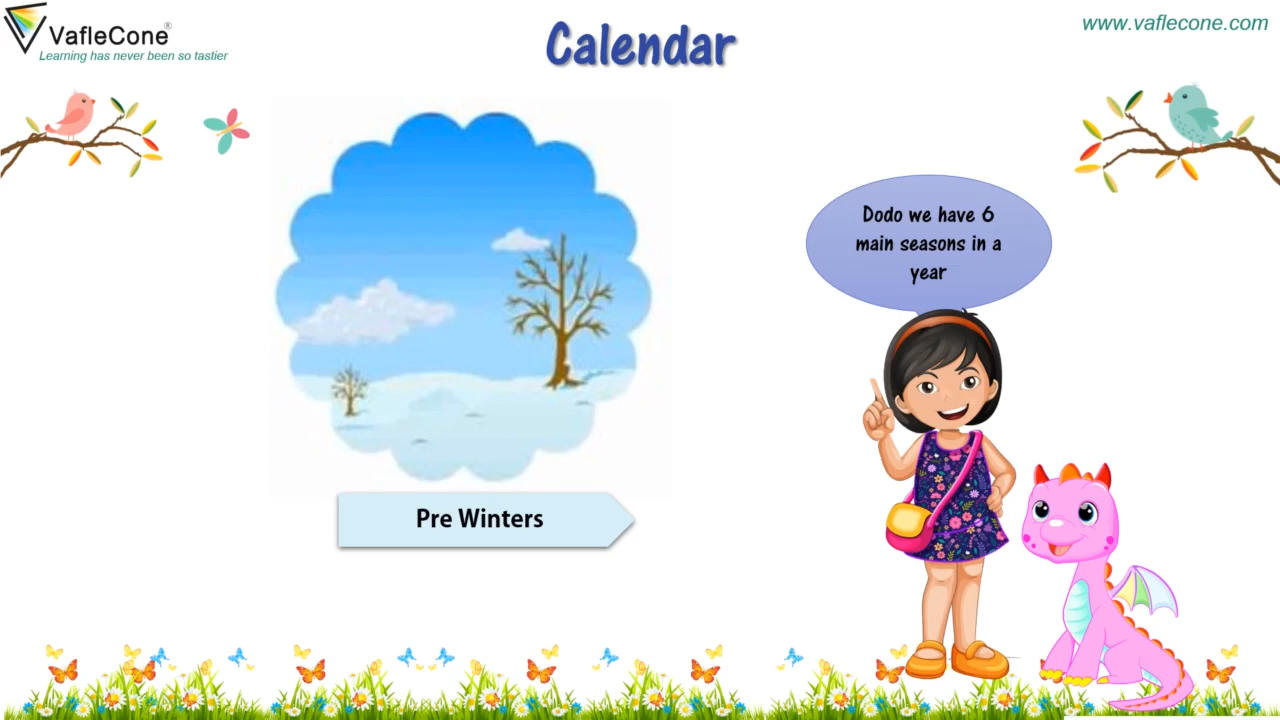 VafleCone®
Learning has never been so tastier
Calendar
www.vaflecone.com
Dodo we have 6
main seasons in a
year
Pre Winters